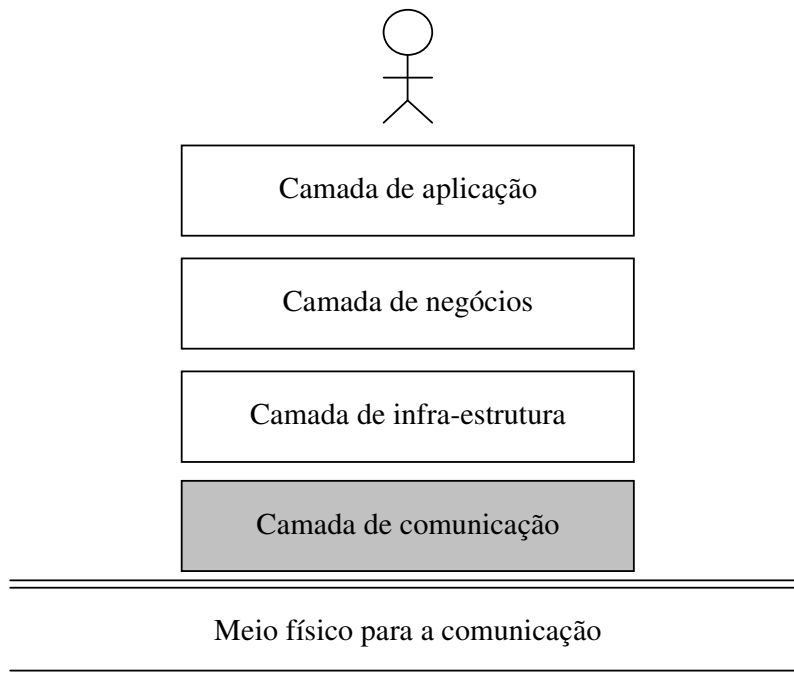 Camada de aplicação
Camada de negócios
Camada de infra-estrutura
Camada de comunicação
Meio físico para a comunicação